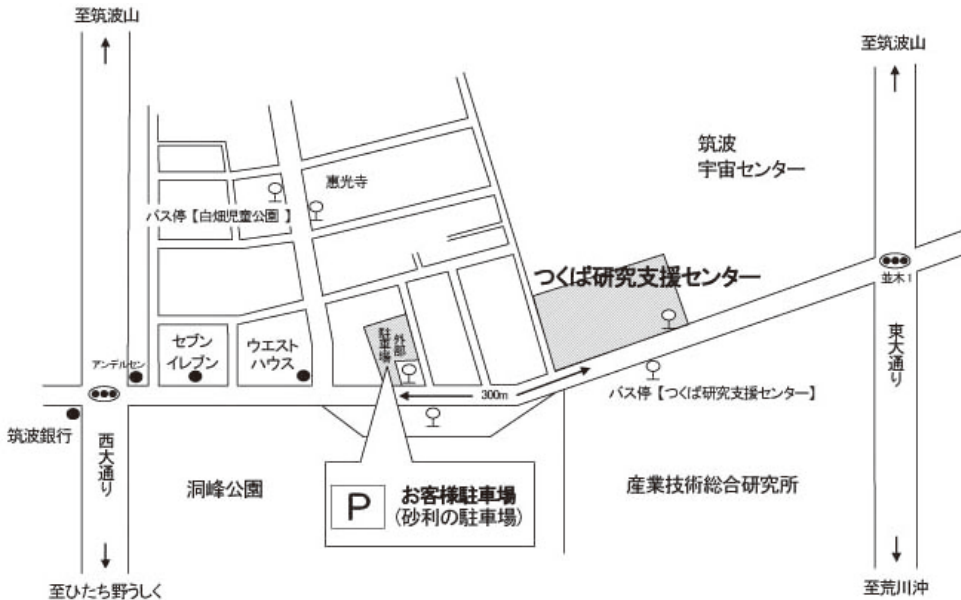 至筑波山
至筑波山
筑波
宇宙センター
恵光寺
バス停【白畑児童公園】
つくば研究支援センター
並木1
東大通り
セブン
イレブン
ウエスト
ハウス
外部
駐車場
アンデルセン
300m
バス停【つくば研究支援センター】
筑波銀行
西大通り
洞峰公園
P
お客様駐車場
(砂利の駐車場)
産業技術総合研究所
至ひたち野うしく
至荒川沖